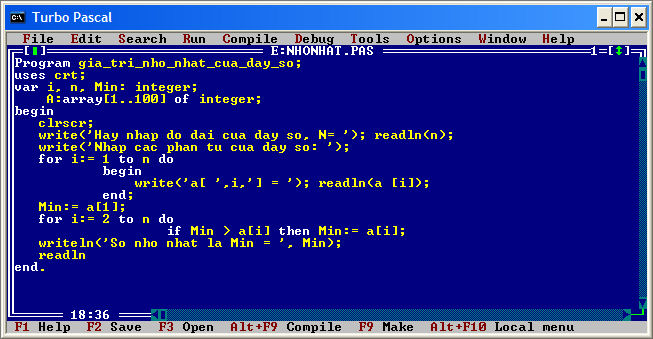 Turbo Pascal
File Edit Search Run Compile Debug Tools Options Window Help
E:NHONHAT.PAS 1=[↕]
Program gia_tri_nho_nhat_cua_day_so;
uses crt;
var i, n, Min: integer;
A:array[1..100] of integer;
begin
clrscr;
write('Hay nhap do dai cua day so, N= '); readln(n);
write('Nhap cac phan tu cua day so: ');
for i:= 1 to n do
begin
write('a[ ',i,'] = '); readln(a [i]);
end;
Min:= a[1];
for i:= 2 to n do
if Min > a[i] then Min:= a[i];
writeln('So nho nhat la Min = ', Min);
readln
end.
18:36
F1 Help F2 Save F3 Open Alt+F9 Compile F9 Make Alt+F10 Local menu